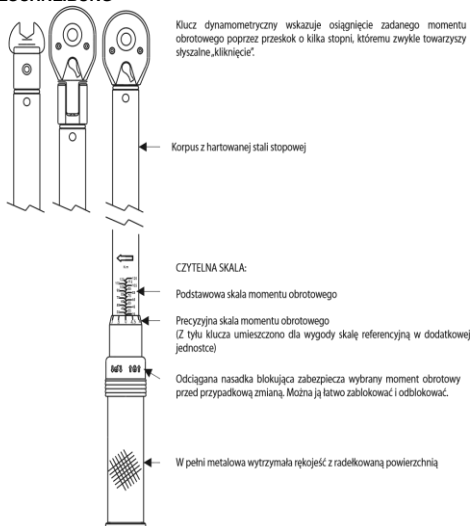 Klucz dynamometryczny wskazuje osiągnięcie zadanego momentu
obrotowego poprzez przeskok o kilka stopni, któremu zwykle towarzyszy
słyszalne „kliknięcie”.
Korpus z hartowanej stali stopowej
CZYTELNA SKALA:
Podstawowa skala momentu obrotowego
Precyzyjna skala momentu obrotowego
(Z tyłu klucza umieszczono dla wygody skalę referencyjną w dodatkowej
jednostce)
Odciągana nasadka blokująca zabezpiecza wybrany moment obrotowy
przed przypadkową zmianą. Można ją łatwo zablokować i odblokować.
W pełni metalowa wytrzymała rękojeść z radełkowaną powierzchnią